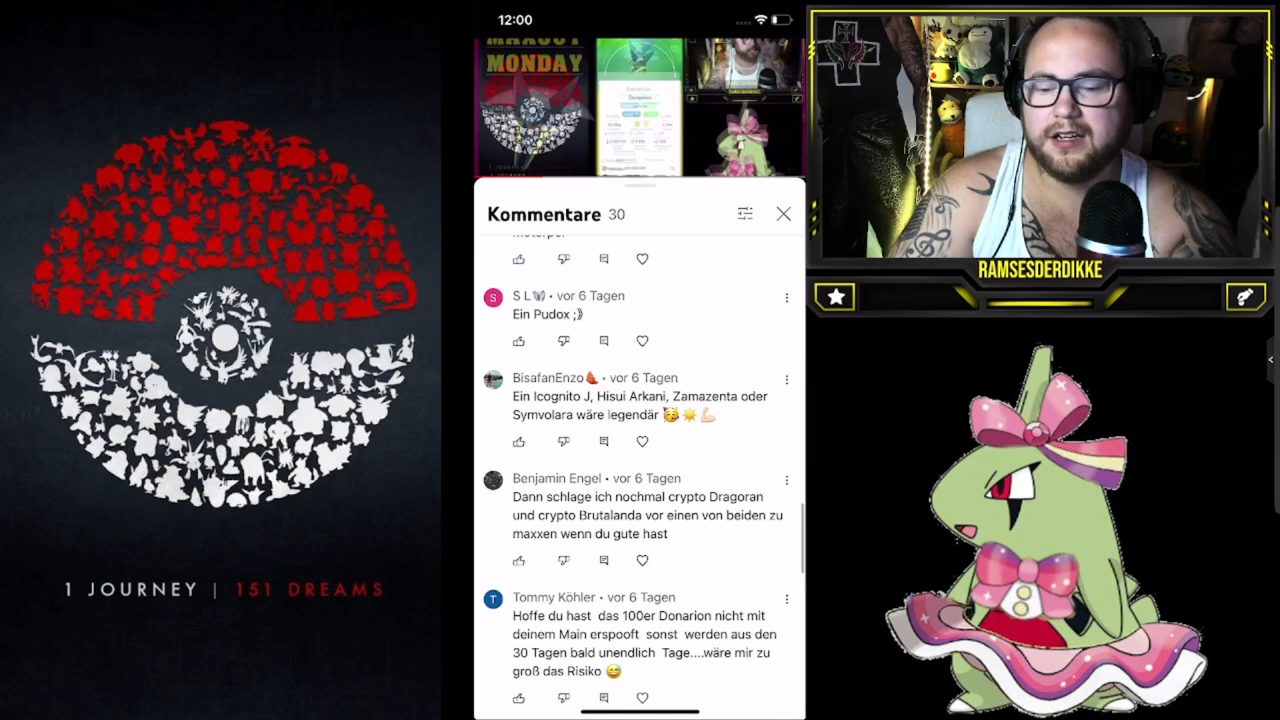 12:00
MAXOUT
MONDAY
RAMSESDERDIKKE
Kommentare 30
S L • vor 6 Tagen
Ein Pudox ;)
BisafanEnzo • vor 6 Tagen
Ein Icognito J, Hisui Arkani, Zamazenta oder
Symvolara wäre legendär 🥳☀️💪🏻
Benjamin Engel • vor 6 Tagen
Dann schlage ich nochmal crypto Dragoran
und crypto Brutalanda vor einen von beiden zu
maxxen wenn du gute hast
T
Tommy Köhler • vor 6 Tagen
Hoffe du hast das 100er Donarion nicht mit
deinem Main erspooft sonst werden aus den
30 Tagen bald unendlich Tage....wäre mir zu
groß das Risiko 😅
S
RAMSESDERDIKKE
1 JOURNEY | 151 DREAMS